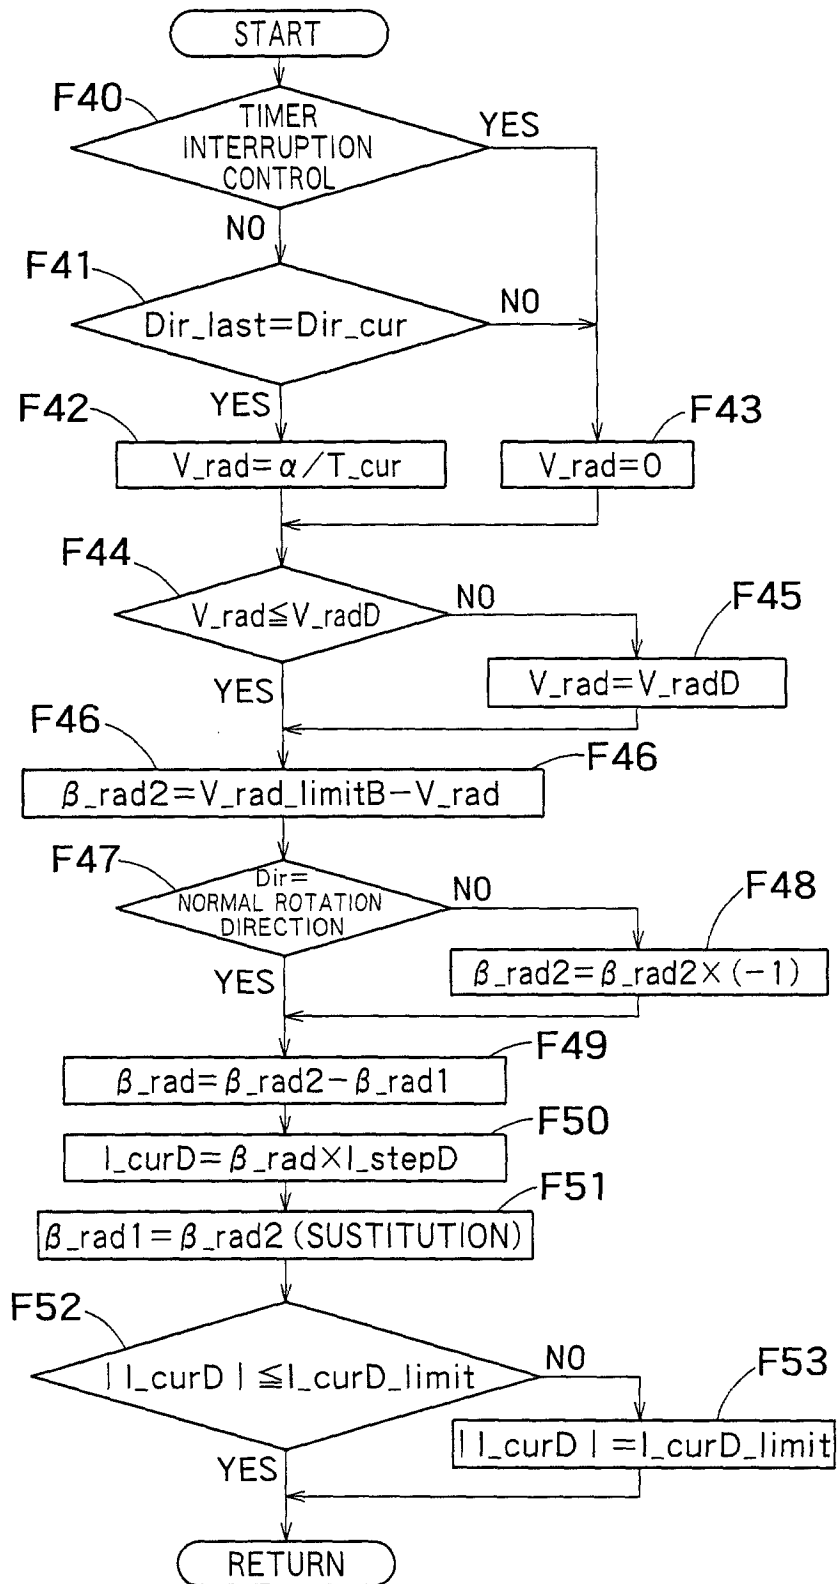 START
F40
TIMER
INTERRUPTION
CONTROL
YES
NO
F41
Dir_last=Dir_cur
NO
YES
F42
V_rad=α/T_cur
F43
V_rad=0
F44
V_rad≦V_radD
NO
YES
F45
V_rad=V_radD
F46
F46
β_rad2=V_rad_limitB-V_rad
F47
Dir=
NORMAL ROTATION
DIRECTION
NO
YES
F48
β_rad2=β_rad2×(-1)
F49
β_rad=β_rad2-β_rad1
F50
I_curD=β_rad×I_stepD
F51
β_rad1=β_rad2(SUSTITUTION)
F52
|I_curD|≦I_curD_limit
NO
YES
F53
|I_curD|=I_curD_limit
RETURN